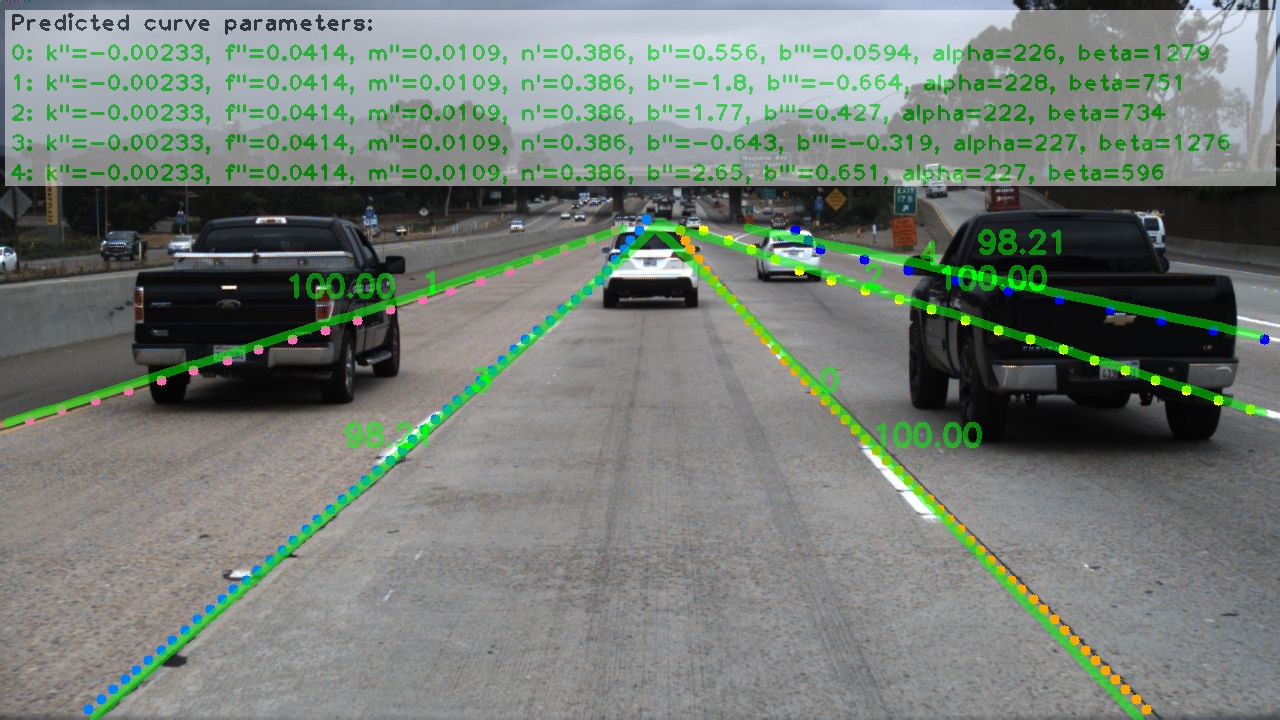 Predicted curve parameters:
0: k''=-0.00233, f''=0.0414, m''=0.0109, n'=0.386, b''=0.556, b'''=0.0594, alpha=226, beta=1279
1: k''=-0.00233, f''=0.0414, m''=0.0109, n'=0.386, b''=-1.8, b'''=-0.664, alpha=228, beta=751
2: k''=-0.00233, f''=0.0414, m''=0.0109, n'=0.386, b''=1.77, b'''=0.427, alpha=222, beta=734
3: k''=-0.00233, f''=0.0414, m''=0.0109, n'=0.386, b''=-0.643, b'''=-0.319, alpha=227, beta=1276
4: k''=-0.00233, f''=0.0414, m''=0.0109, n'=0.386, b''=2.65, b'''=0.651, alpha=227, beta=596
EXIT
17 B
98.21
4
100.00
2
100.00
1
3
0
98.21
100.00